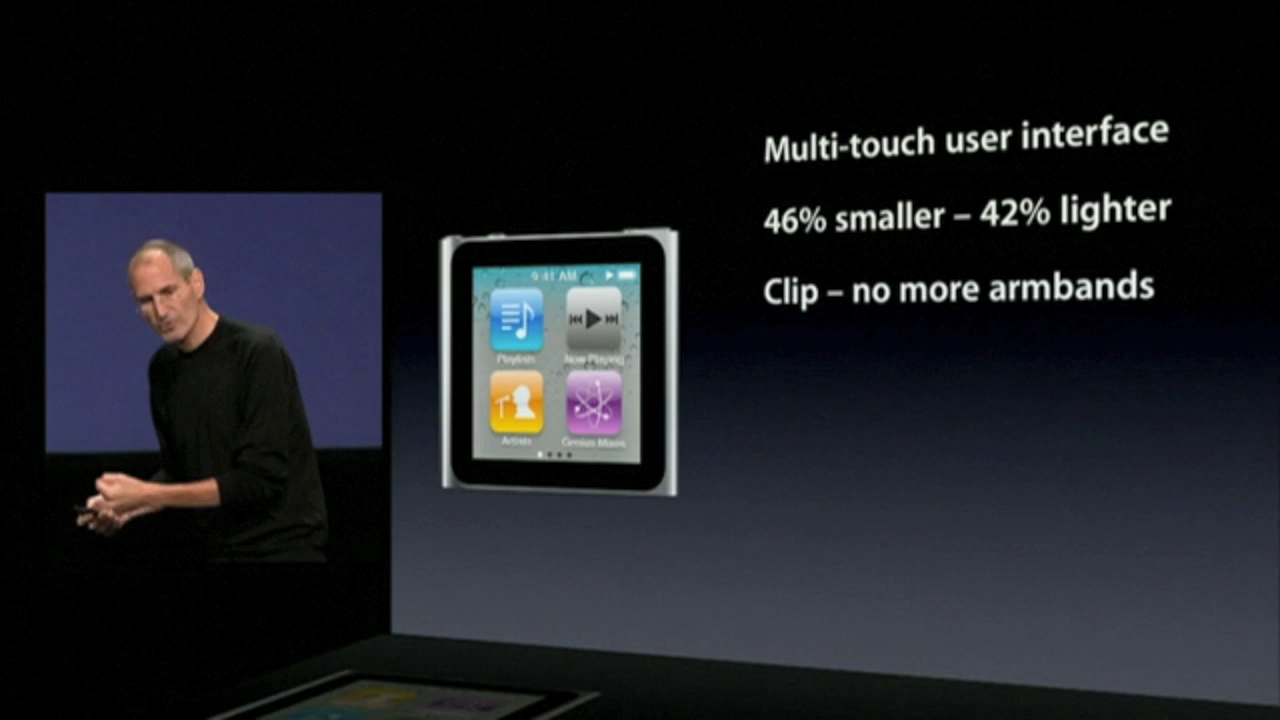 Multi-touch user interface
46% smaller – 42% lighter
Clip – no more armbands
9:41 AM
Playlists
Now Playing
Artists
Genius Mixes